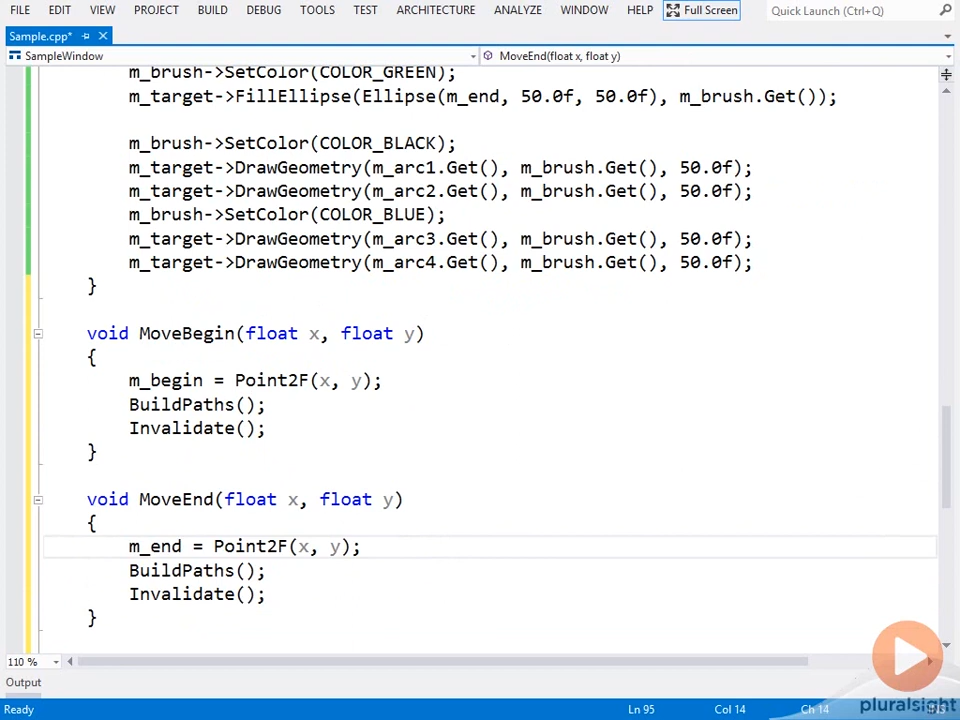 FILE EDIT VIEW PROJECT BUILD DEBUG TOOLS TEST ARCHITECTURE ANALYZE WINDOW HELP Full Screen Quick Launch (Ctrl+Q)
Sample.cpp*
SampleWindow MoveEnd(float x, float y)
m_brush->SetColor(COLOR_GREEN);
m_target->FillEllipse(Ellipse(m_end, 50.0f, 50.0f), m_brush.Get());
m_brush->SetColor(COLOR_BLACK);
m_target->DrawGeometry(m_arc1.Get(), m_brush.Get(), 50.0f);
m_target->DrawGeometry(m_arc2.Get(), m_brush.Get(), 50.0f);
m_brush->SetColor(COLOR_BLUE);
m_target->DrawGeometry(m_arc3.Get(), m_brush.Get(), 50.0f);
m_target->DrawGeometry(m_arc4.Get(), m_brush.Get(), 50.0f);
}
void MoveBegin(float x, float y)
{
m_begin = Point2F(x, y);
BuildPaths();
Invalidate();
}
void MoveEnd(float x, float y)
{
m_end = Point2F(x, y);
BuildPaths();
Invalidate();
}
110 %
Output
Ready Ln 95 Col 14 Ch 14
pluralsight